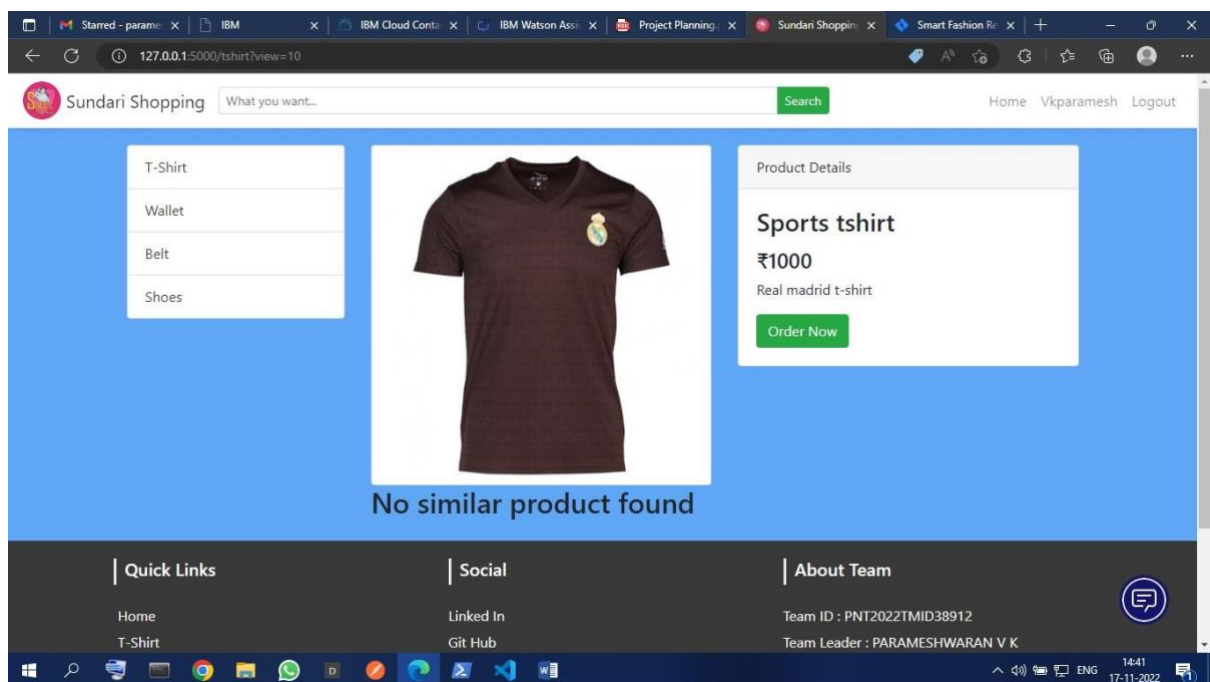 Starred - parame
IBM
IBM Cloud Conta
IBM Watson Assis
Project Planning.
Sundari Shopping
Smart Fashion Re
127.0.0.1:5000/tshirt?view=10
Sundari Shopping
What you want...
Search
Home
Vkparamesh
Logout
T-Shirt
Wallet
Belt
Shoes
Product Details
Sports tshirt
₹1000
Real madrid t-shirt
Order Now
No similar product found
Quick Links
Home
T-Shirt
Social
Linked In
Git Hub
About Team
Team ID : PNT2022TMID38912
Team Leader : PARAMESHWARAN V K
ENG
14:41
17-11-2022